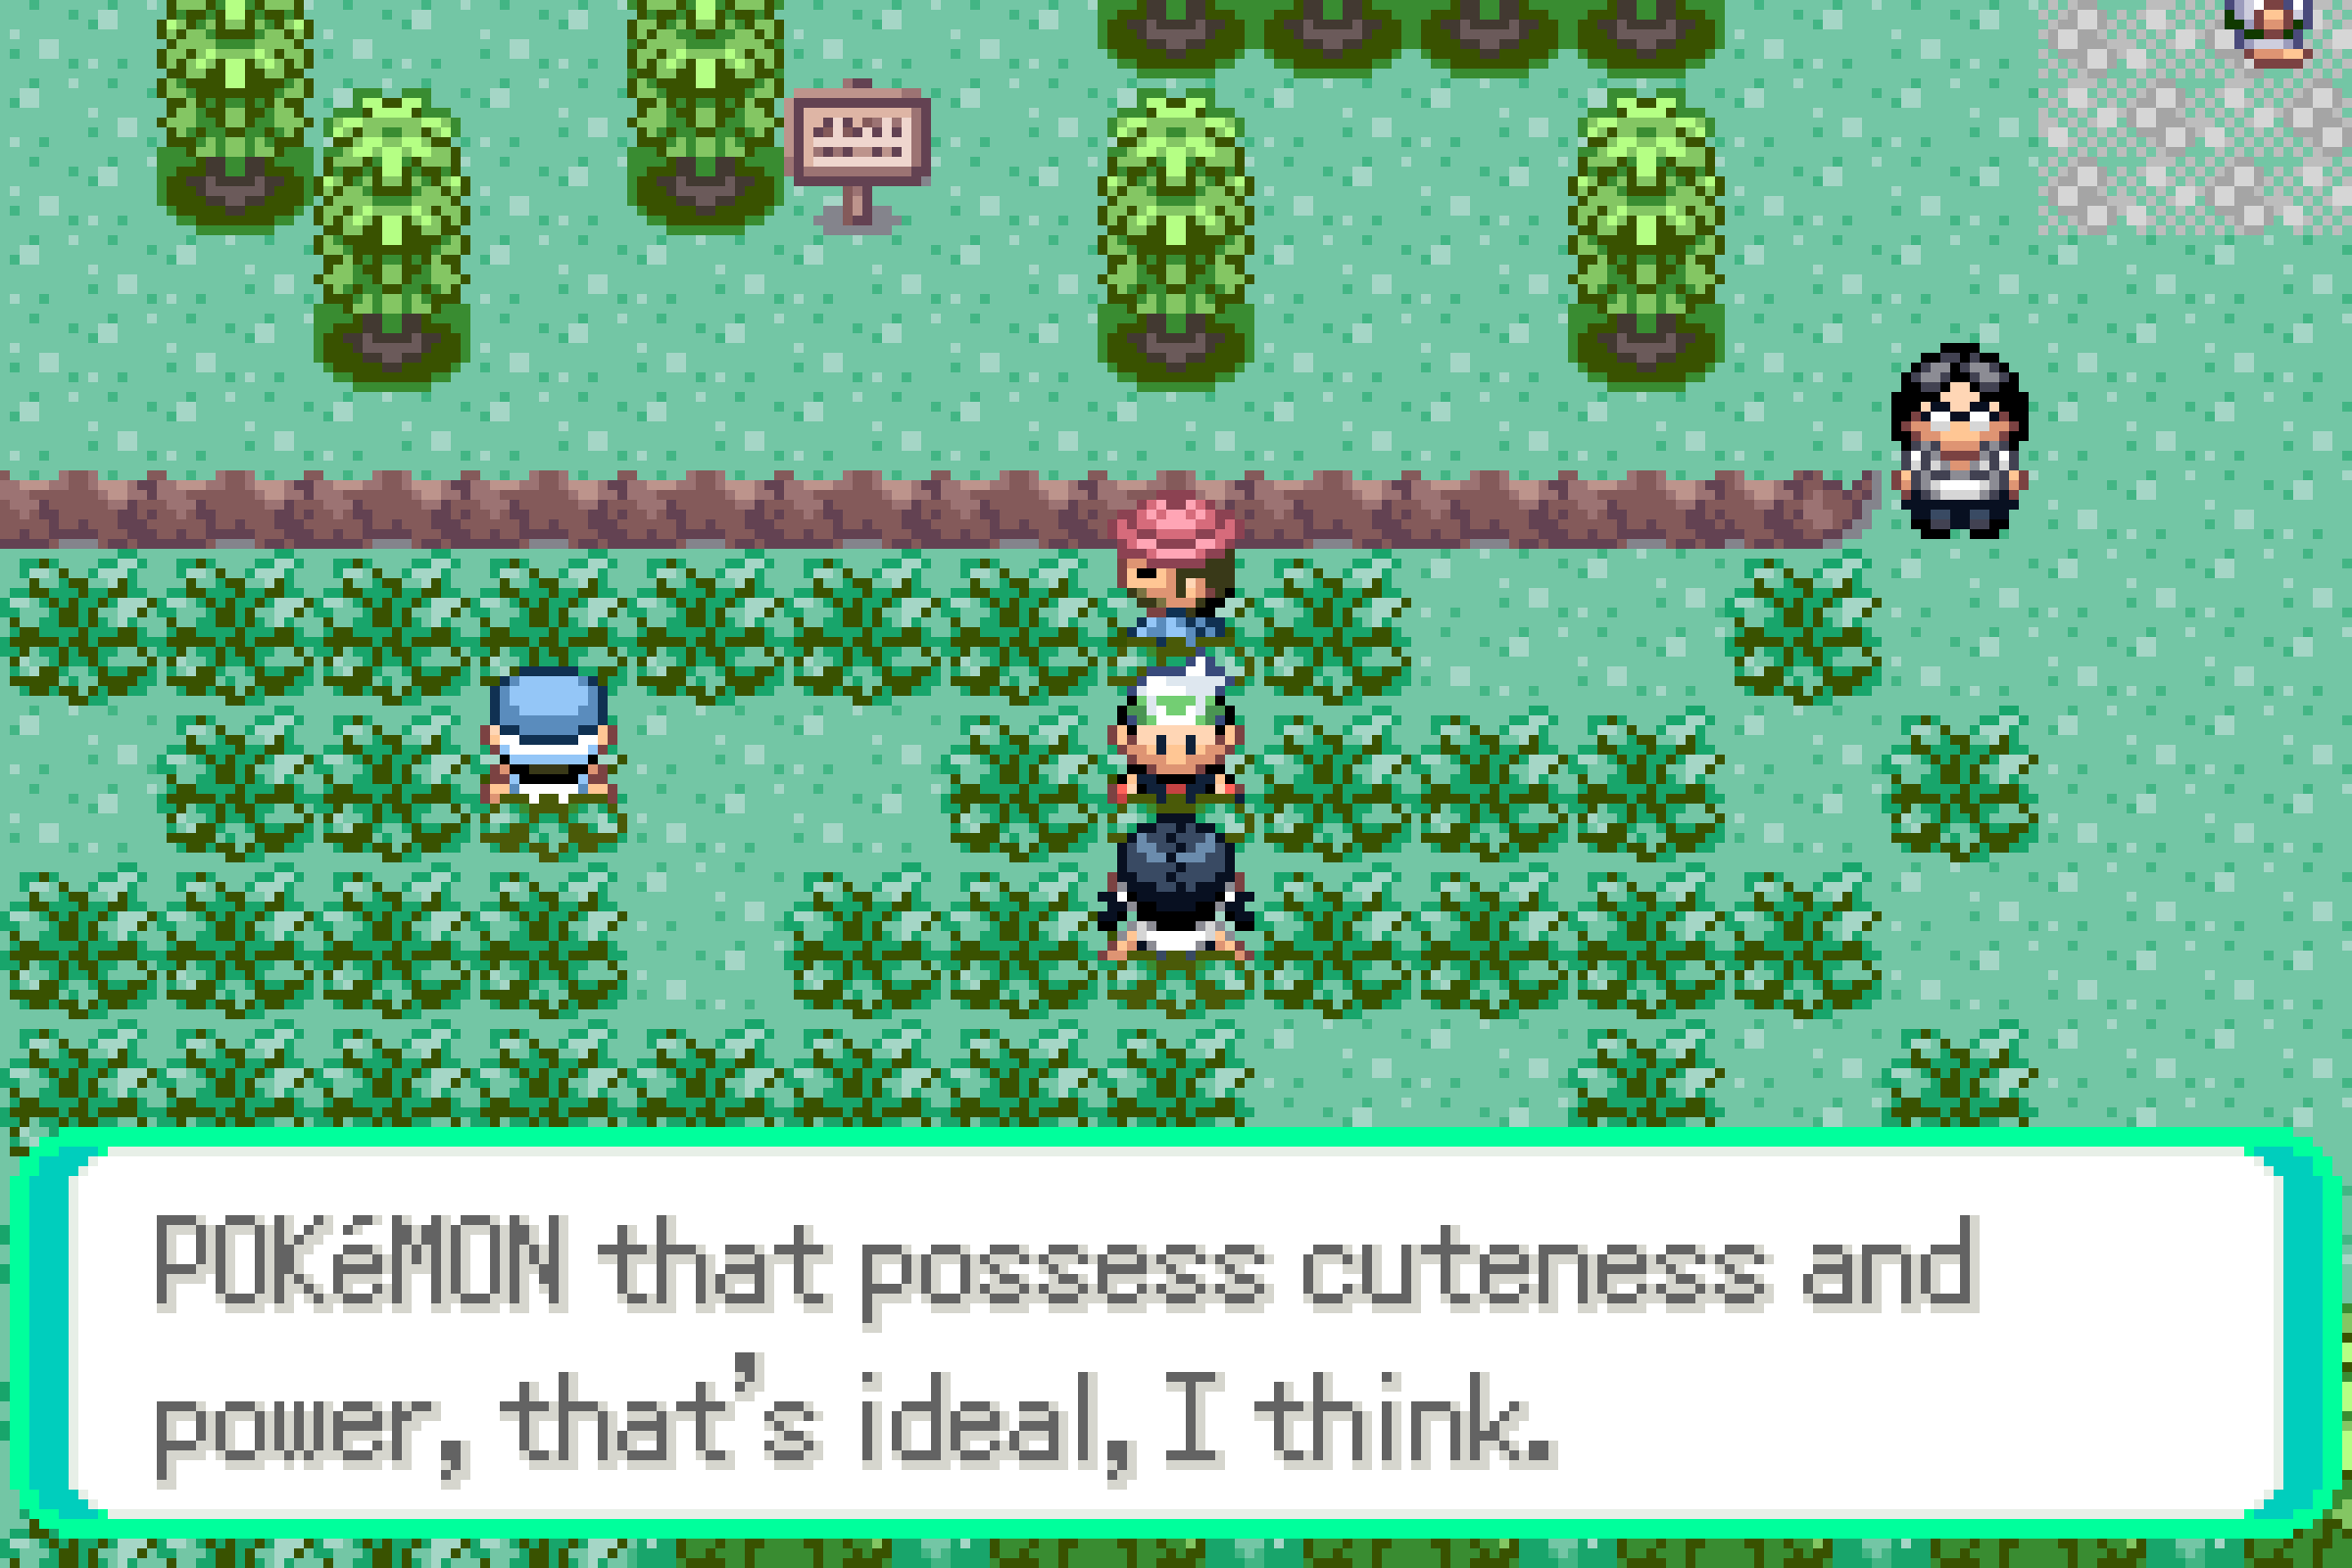 POKéMON that possess cuteness and
power, that's ideal, I think.